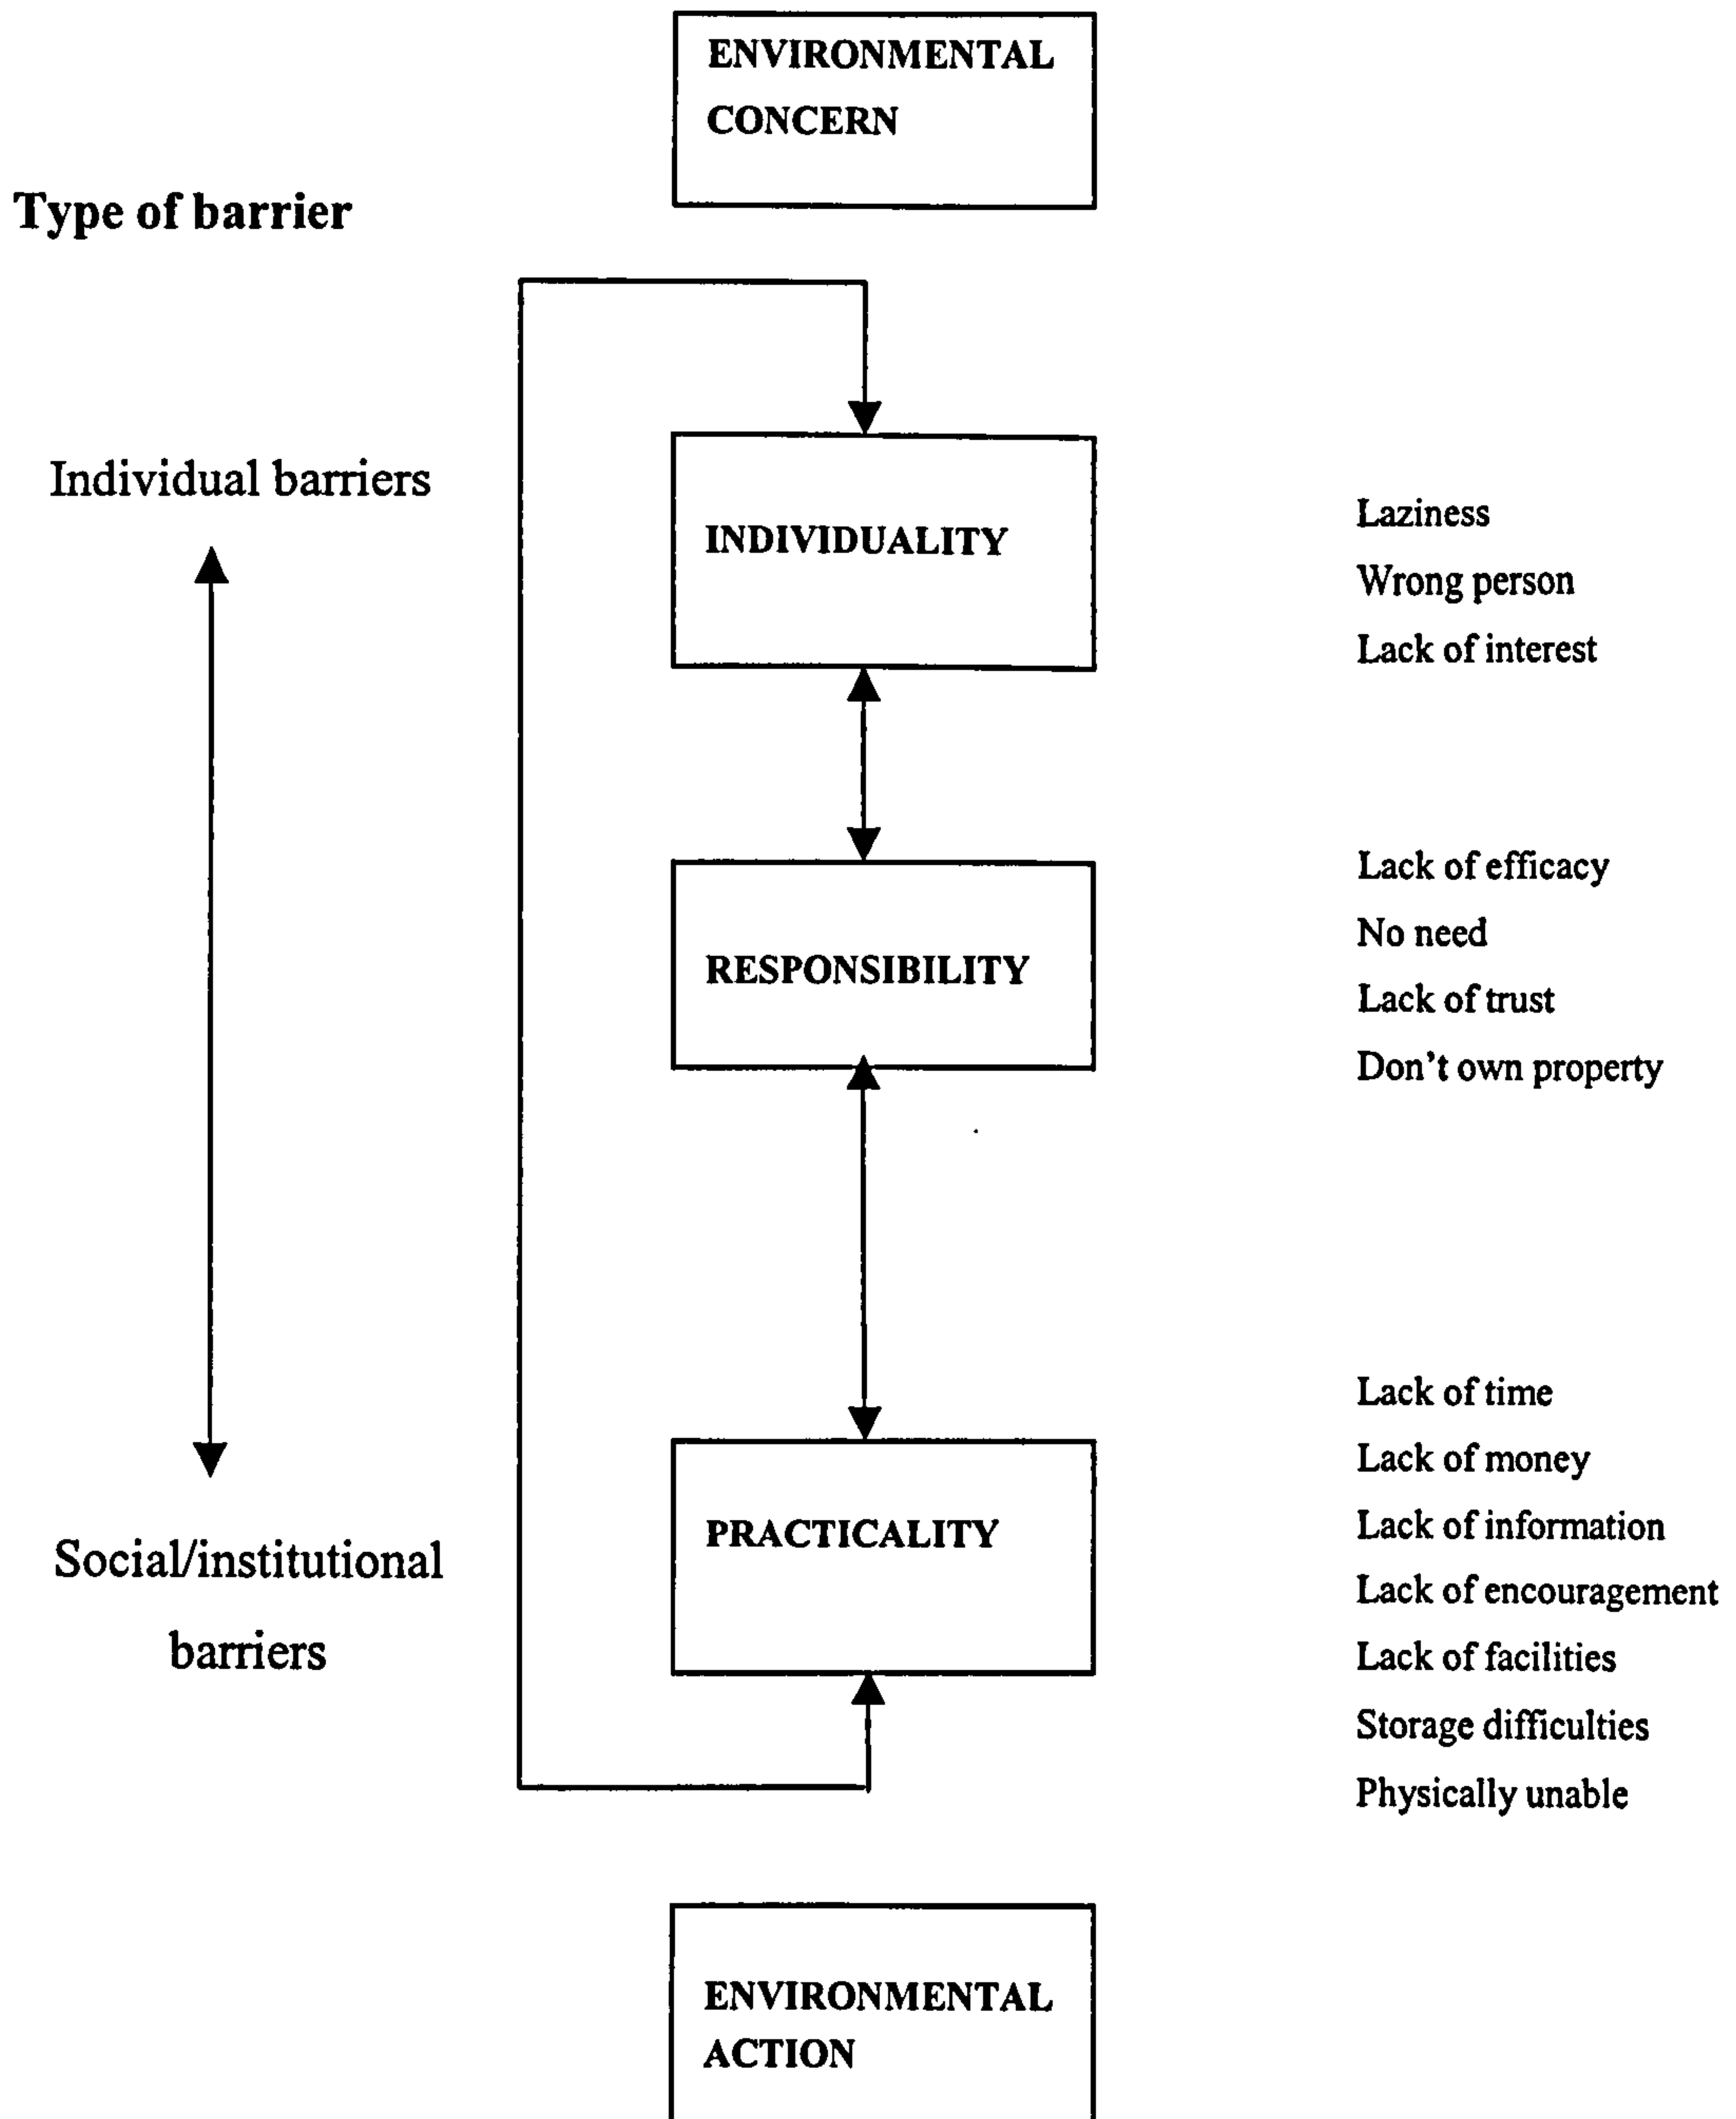 ENVIRONMENTAL
CONCERN
Type of barrier
Individual barriers
INDIVIDUALITY
Laziness
Wrong person
Lack of interest
RESPONSIBILITY
Lack of efficacy
No need
Lack of trust
Don't own property
Social/institutional
barriers
PRACTICALITY
Lack of time
Lack of money
Lack of information
Lack of encouragement
Lack of facilities
Storage difficulties
Physically unable
ENVIRONMENTAL
ACTION